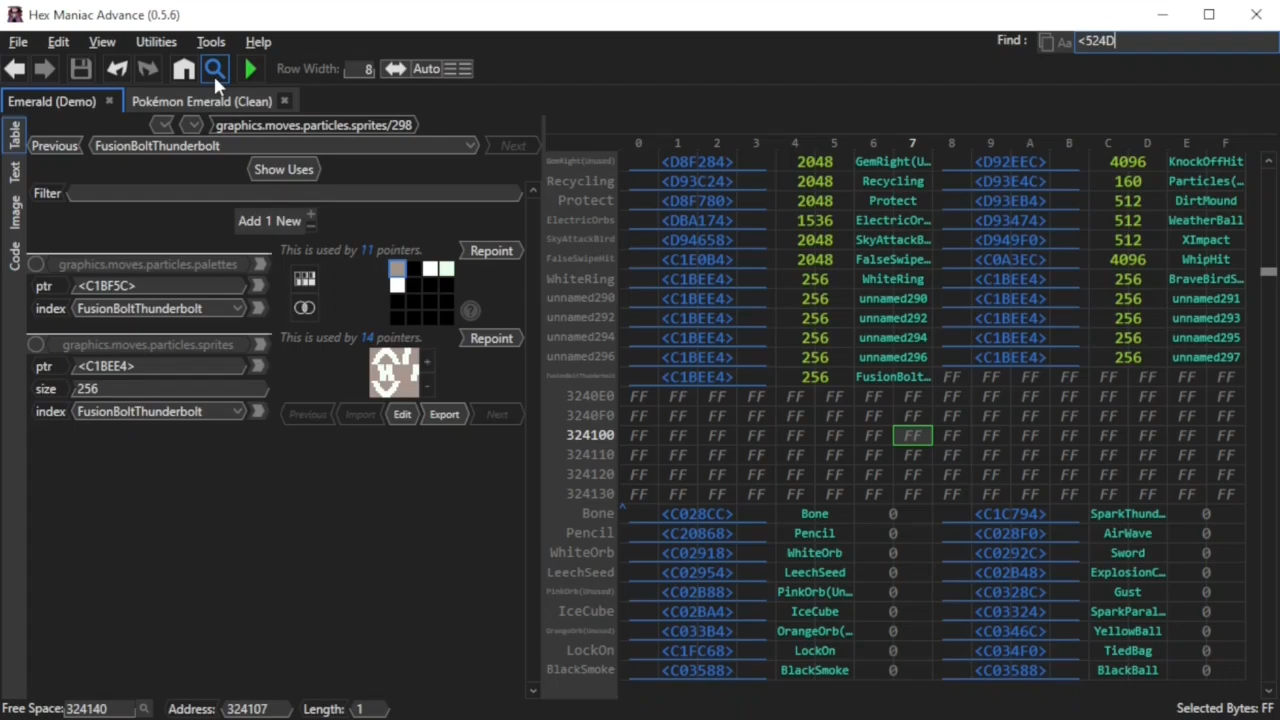 Hex Maniac Advance (0.5.6)
File Edit View Utilities Tools Help
Find : Aa <524D
Row Width: 8 Auto
Emerald (Demo) Pokémon Emerald (Clean)
Table
Text
Image
Code
graphics.moves.particles.sprites/298
Previous FusionBoltThunderbolt Next
Show Uses
Filter
Add 1 New
This is used by 11 pointers. Repoint
graphics.moves.particles.palettes
ptr <C1BF5C>
index FusionBoltThunderbolt
This is used by 14 pointers. Repoint
graphics.moves.particles.sprites
ptr <C1BEE4>
size 256
index FusionBoltThunderbolt
Previous Import Edit Export Next
0 1 2 3 4 5 6 7 8 9 A B C D E F
GemRight(Unused) <D8F284> 2048 GemRight(U... <D92EEC> 4096 KnockOffHit
Recycling <D93C24> 2048 Recycling <D93E4C> 160 Particles(...
Protect <D8F780> 2048 Protect <D93EB4> 512 DirtMound
ElectricOrbs <DBA174> 1536 ElectricOr... <D93474> 512 WeatherBall
SkyAttackBird <D94658> 2048 SkyAttackB... <D949F0> 512 XImpact
FalseSwipeHit <C1E0B4> 2048 FalseSwipe... <C0A3EC> 4096 WhipHit
WhiteRing <C1BEE4> 256 WhiteRing <C1BEE4> 256 BraveBirdS...
unnamed290 <C1BEE4> 256 unnamed290 <C1BEE4> 256 unnamed291
unnamed292 <C1BEE4> 256 unnamed292 <C1BEE4> 256 unnamed293
unnamed294 <C1BEE4> 256 unnamed294 <C1BEE4> 256 unnamed295
unnamed296 <C1BEE4> 256 unnamed296 <C1BEE4> 256 unnamed297
FusionBoltThunderbolt <C1BEE4> 256 FusionBolt... FF FF FF FF FF FF FF FF
3240E0 FF FF FF FF FF FF FF FF FF FF FF FF FF FF FF FF
3240F0 FF FF FF FF FF FF FF FF FF FF FF FF FF FF FF FF
324100 FF FF FF FF FF FF FF FF FF FF FF FF FF FF FF FF
324110 FF FF FF FF FF FF FF FF FF FF FF FF FF FF FF FF
324120 FF FF FF FF FF FF FF FF FF FF FF FF FF FF FF FF
324130 FF FF FF FF FF FF FF FF FF FF FF FF FF FF FF FF
Bone ^ <C028CC> Bone 0 <C1C794> SparkThund... 0
Pencil <C20868> Pencil 0 <C028F0> AirWave 0
WhiteOrb <C02918> WhiteOrb 0 <C0292C> Sword 0
LeechSeed <C02954> LeechSeed 0 <C02B48> ExplosionC... 0
PinkOrb(Unused) <C02B88> PinkOrb(Un... 0 <C0328C> Gust 0
IceCube <C02BA4> IceCube 0 <C03324> SparkParal... 0
OrangeOrb(Unused) <C033B4> OrangeOrb(... 0 <C0346C> YellowBall 0
LockOn <C1FC68> LockOn 0 <C034F0> TiedBag 0
BlackSmoke <C03588> BlackSmoke 0 <C03588> BlackBall 0
Free Space: 324140 Address: 324107 Length: 1 Selected Bytes: FF